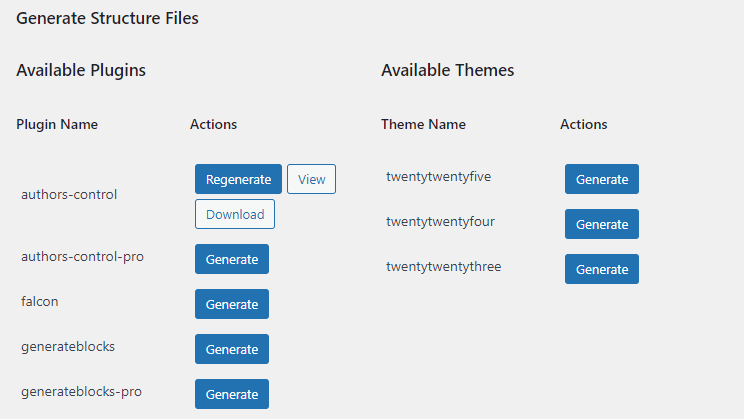 Generate Structure Files
Available Plugins
Plugin Name Actions
authors-control Regenerate View
Download
authors-control-pro Generate
falcon Generate
generateblocks Generate
generateblocks-pro Generate
Available Themes
Theme Name Actions
twentytwentyfive Generate
twentytwentyfour Generate
twentytwentythree Generate